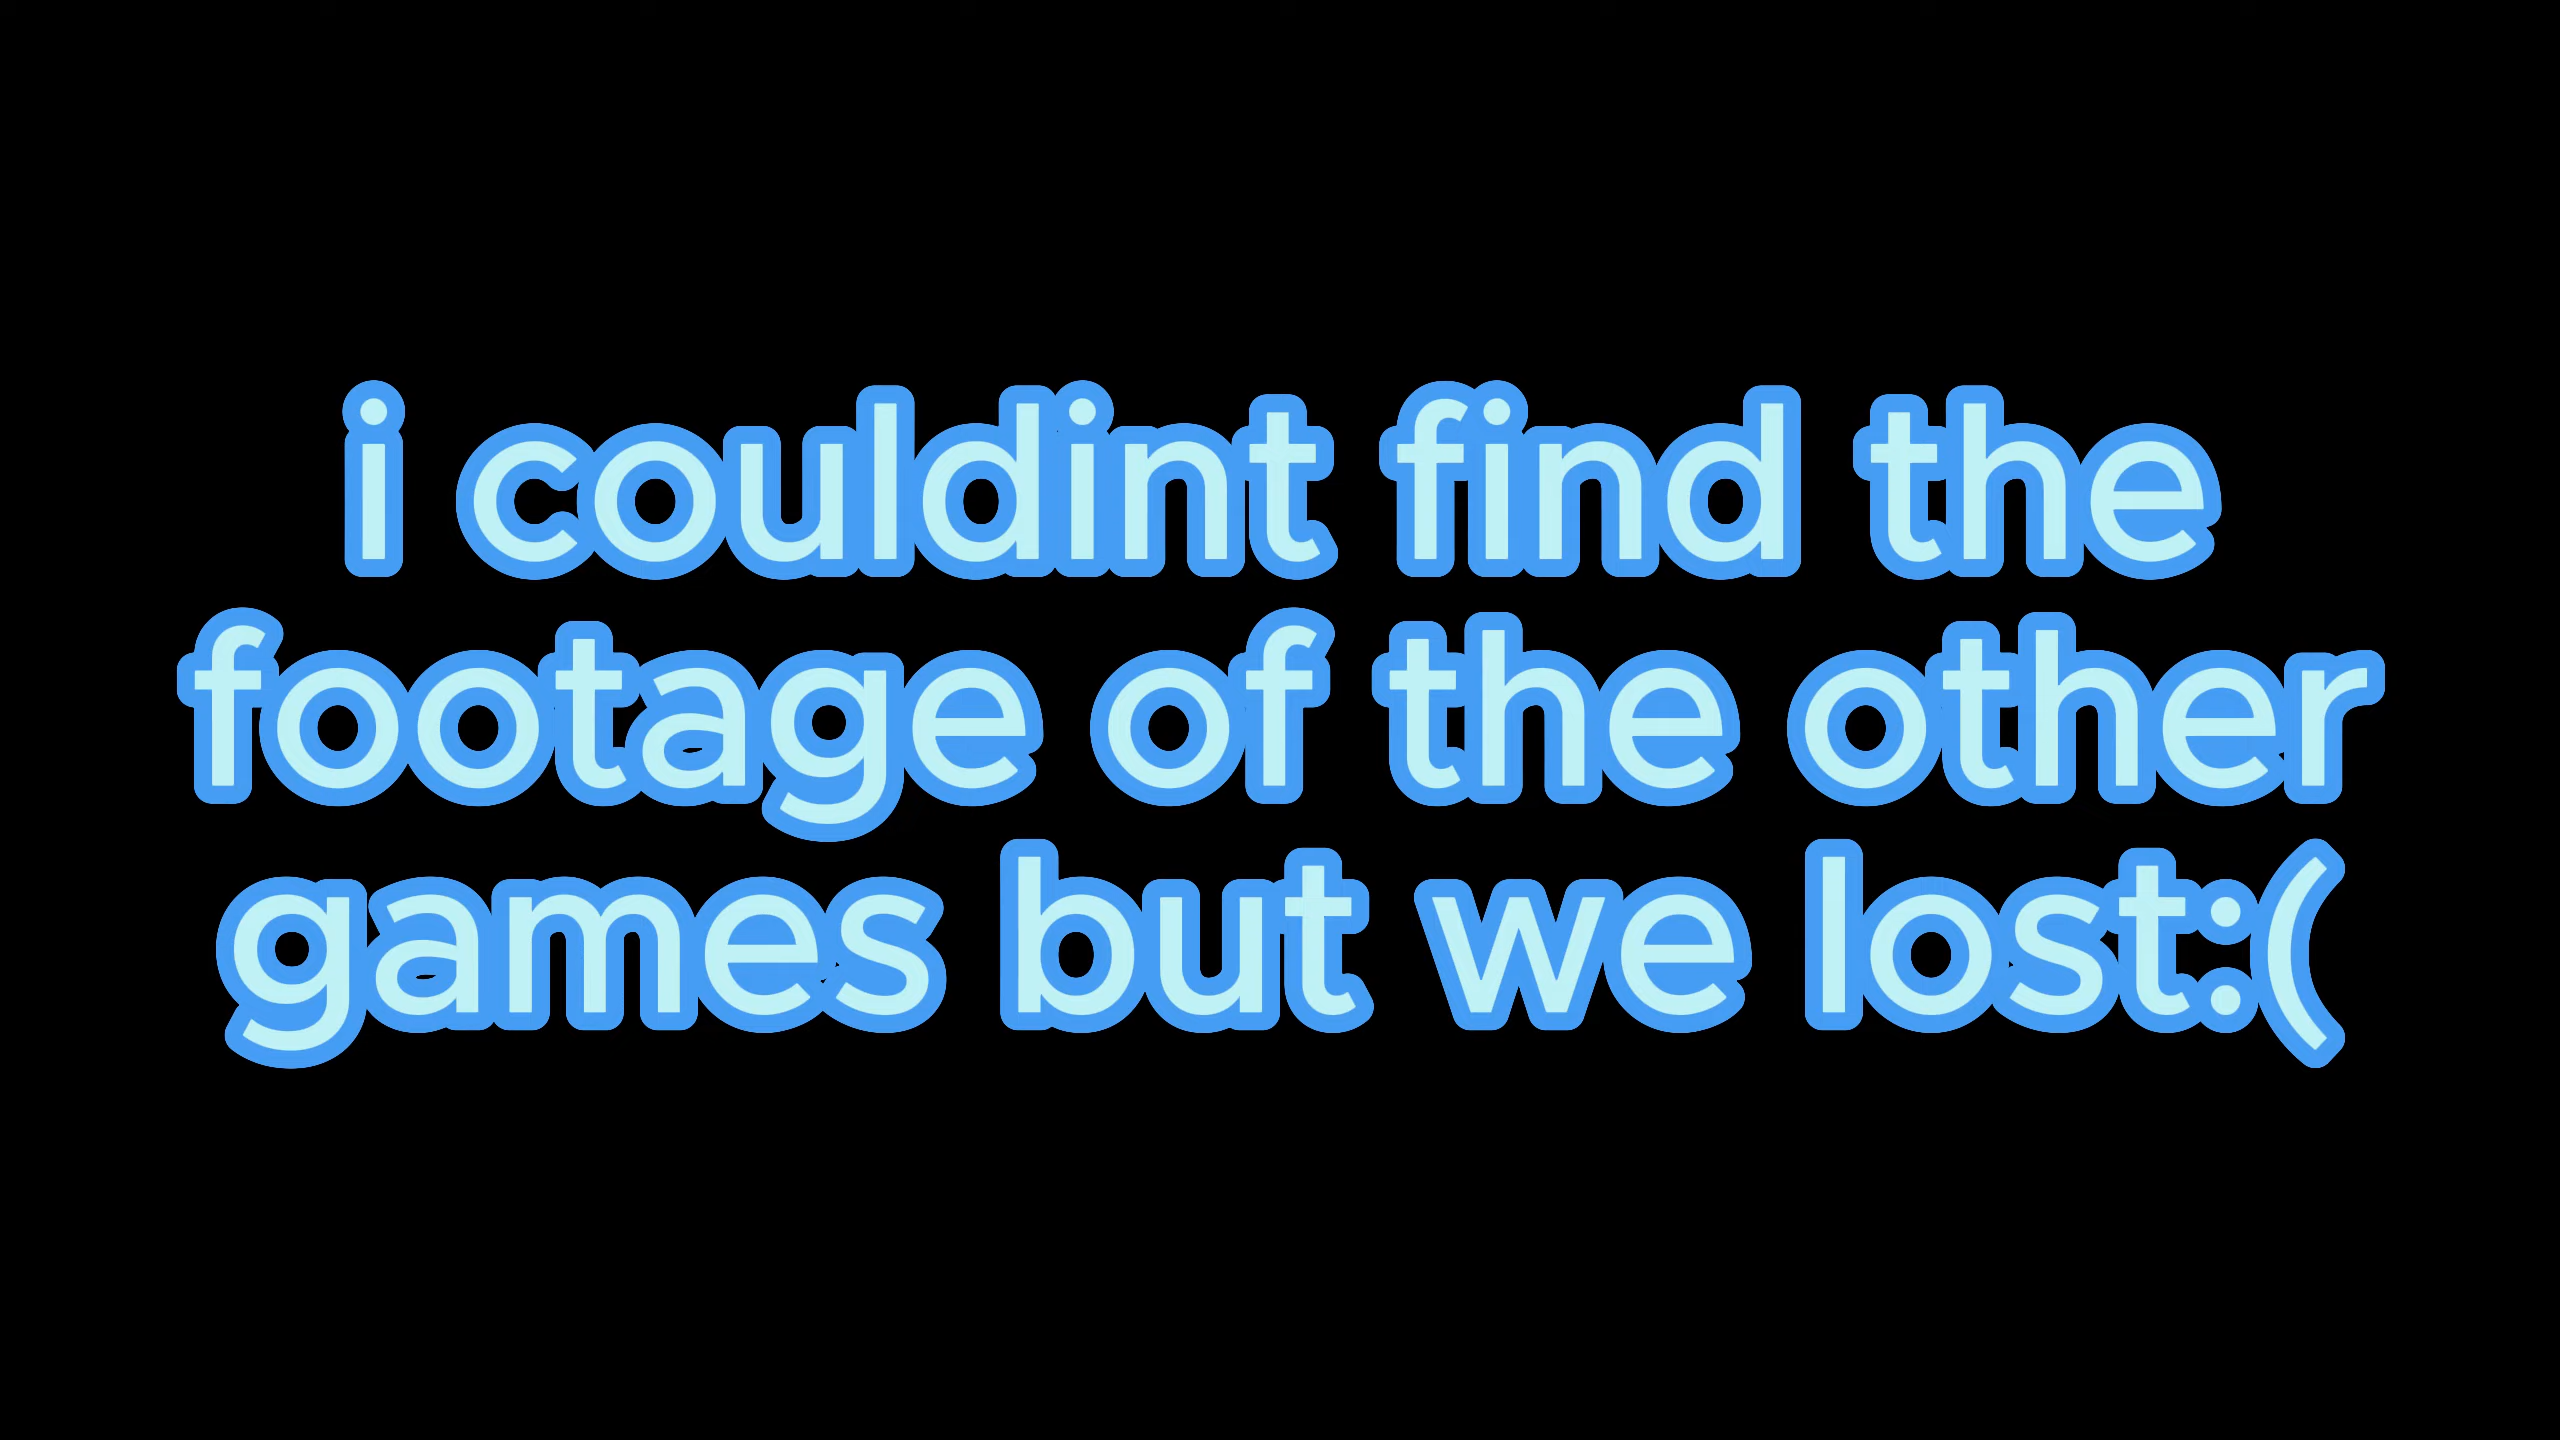 i couldint find the
footage of the other
games but we lost:(